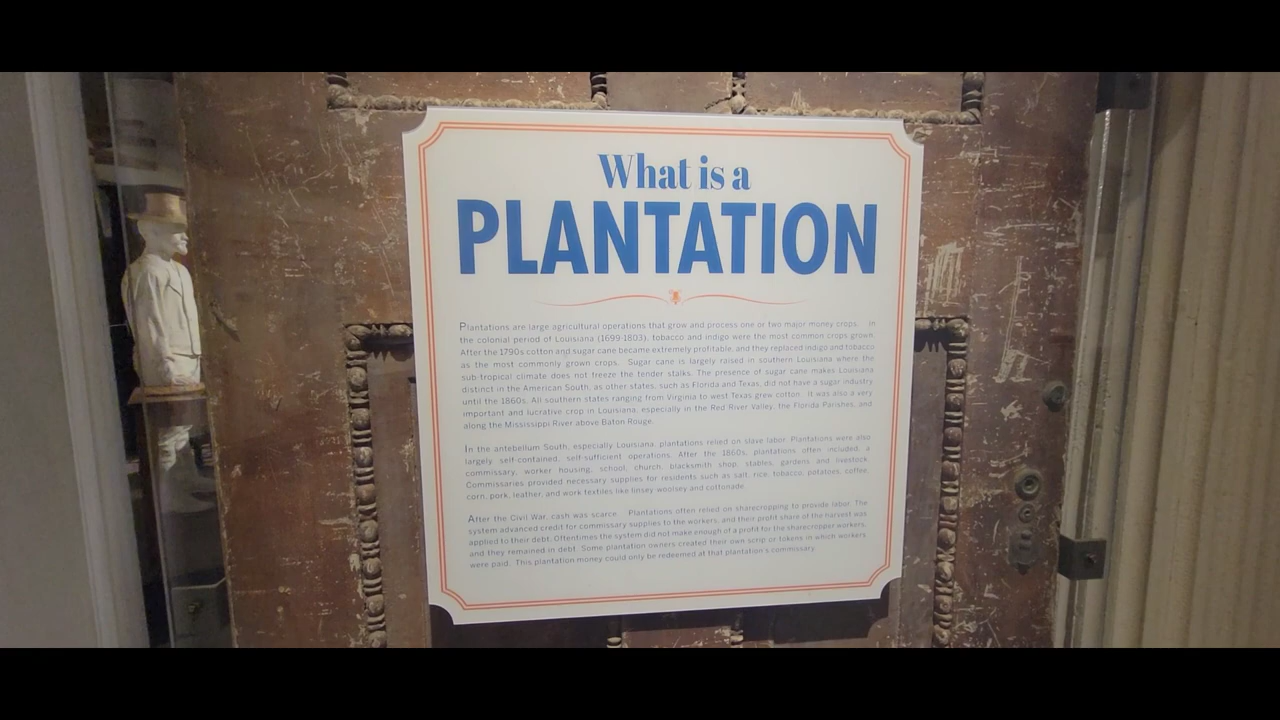 What is a
PLANTATION
Plantations are large agricultural operations that grow and process one or two major money crops. In
the colonial period of Louisiana (1699-1803), tobacco and indigo were the most common crops grown.
After the 1790s cotton and sugar cane became extremely profitable, and they replaced indigo and tobacco
as the most commonly grown crops. Sugar cane is largely raised in southern Louisiana where the
sub-tropical climate does not freeze the tender stalks. The presence of sugar cane makes Louisiana
distinct in the American South, as other states, such as Florida and Texas, did not have a sugar industry
until the 1860s. All southern states ranging from Virginia to west Texas grew cotton. It was also a very
important and lucrative crop in Louisiana, especially in the Red River Valley, the Florida Parishes, and
along the Mississippi River above Baton Rouge.
In the antebellum South, especially Louisiana, plantations relied on slave labor. Plantations were also
largely self-contained, self-sufficient operations. After the 1860s, plantations often included, a
commissary, worker housing, school, church, blacksmith shop, stables, gardens and livestock.
Commissaries provided necessary supplies for residents such as salt, rice, tobacco, potatoes, coffee,
corn, pork, leather, and work textiles like linsey-woolsey and cottonade.
After the Civil War, cash was scarce. Plantations often relied on sharecropping to provide labor. The
system advanced credit for commissary supplies to the workers, and their profit share of the harvest was
applied to their debt. Oftentimes the system did not make enough of a profit for the sharecropper workers,
and they remained in debt. Some plantation owners created their own scrip or tokens in which workers
were paid. This plantation money could only be redeemed at that plantation's commissary.